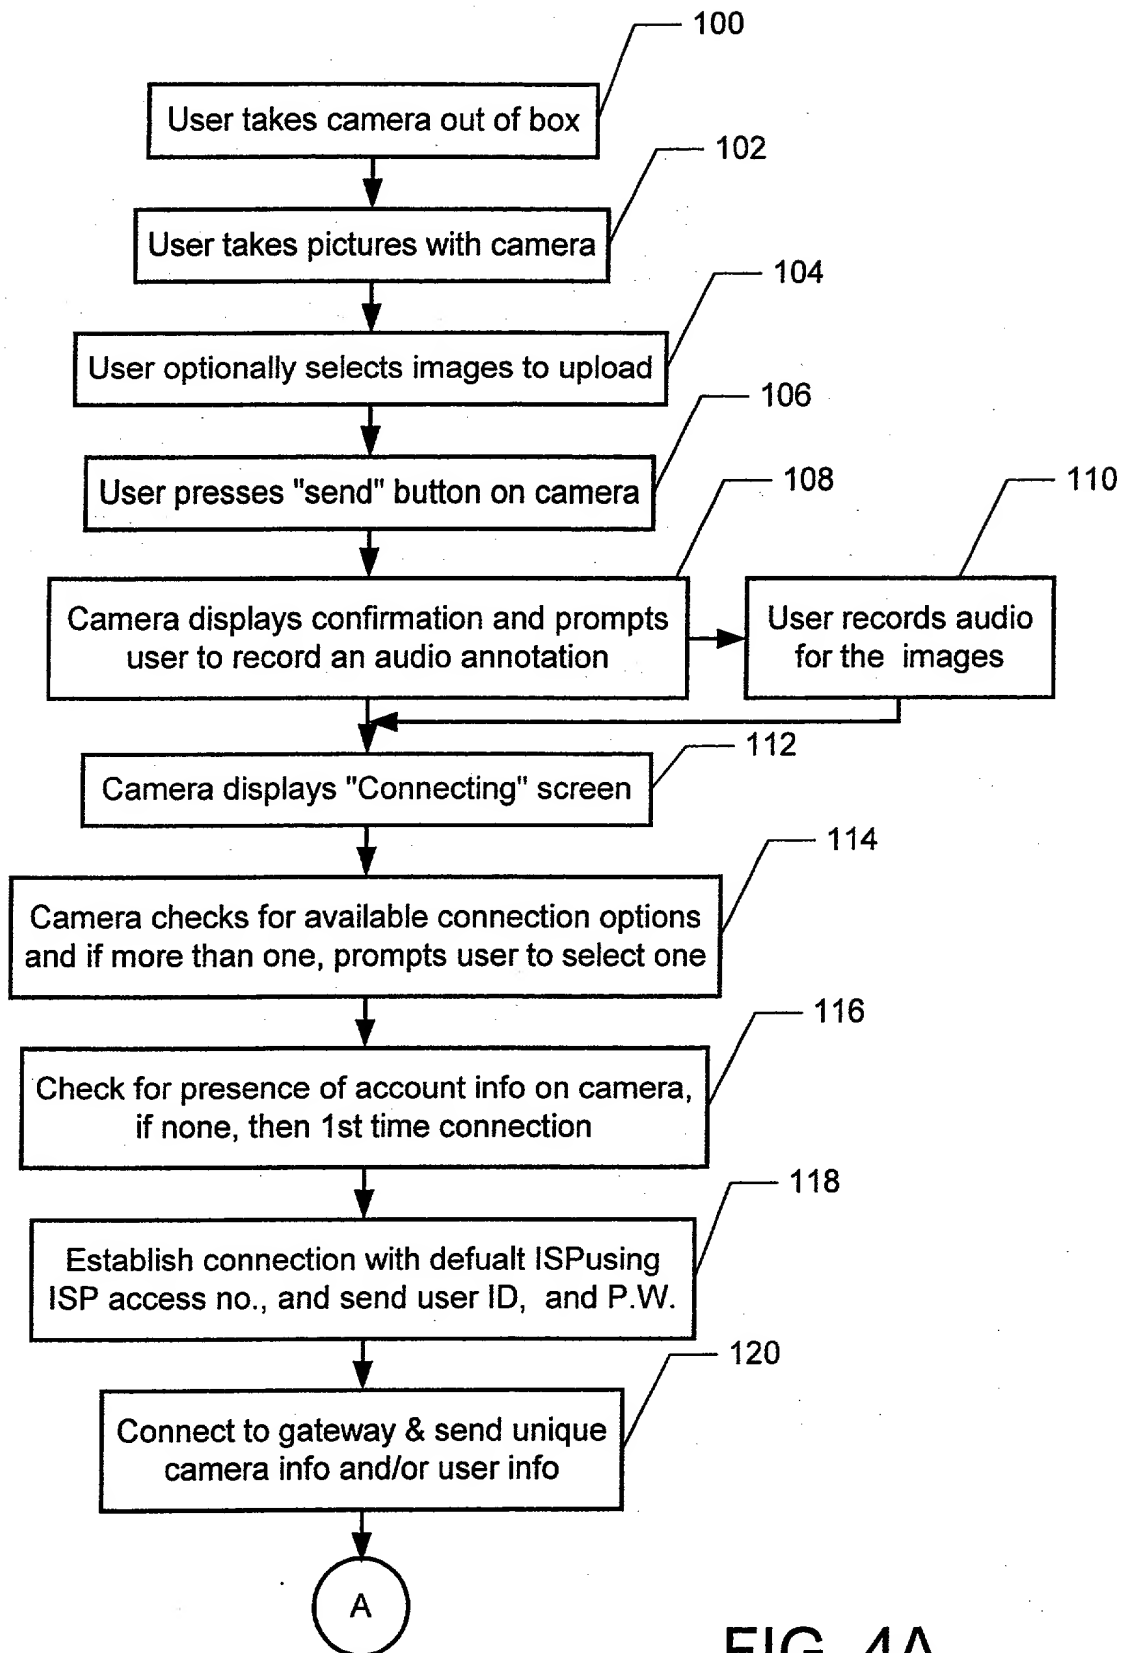 100
User takes camera out of box
102
User takes pictures with camera
104
User optionally selects images to upload
106
User presses "send" button on camera
108
110
Camera displays confirmation and prompts
user to record an audio annotation
User records audio
for the images
112
Camera displays "Connecting" screen
114
Camera checks for available connection options
and if more than one, prompts user to select one
116
Check for presence of account info on camera,
if none, then 1st time connection
118
Establish connection with defualt ISPusing
ISP access no., and send user ID, and P.W.
120
Connect to gateway & send unique
camera info and/or user info
A
FIG. 4A